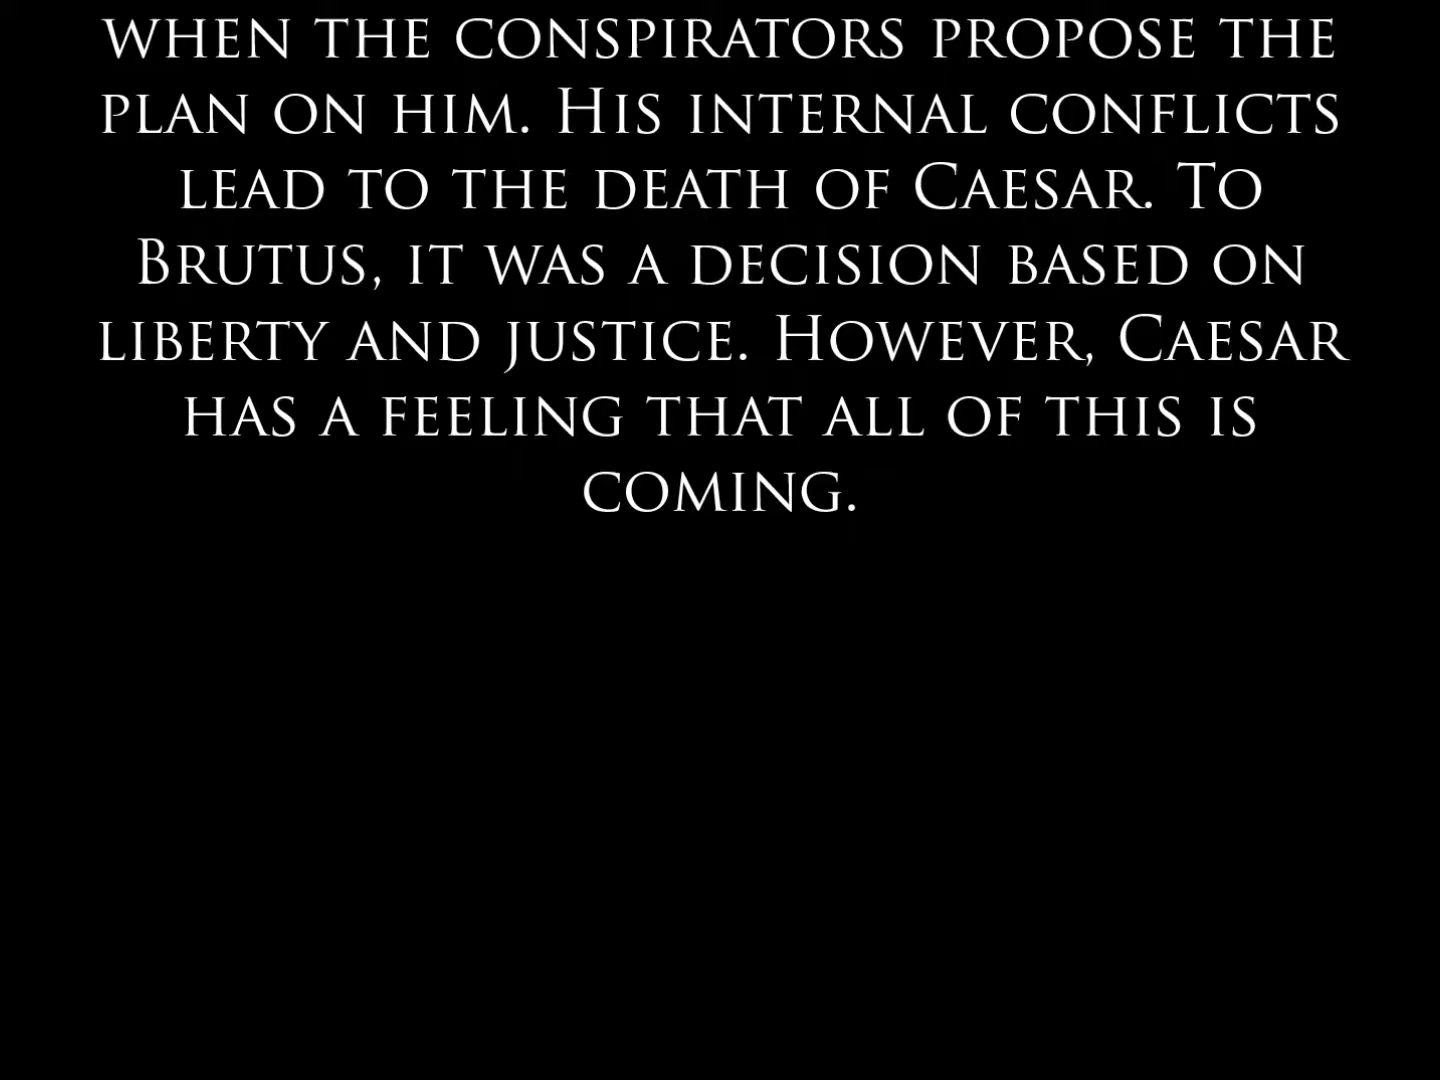 when the conspirators propose the
plan on him. His internal conflicts
lead to the death of Caesar. To
Brutus, it was a decision based on
liberty and justice. However, Caesar
has a feeling that all of this is
coming.